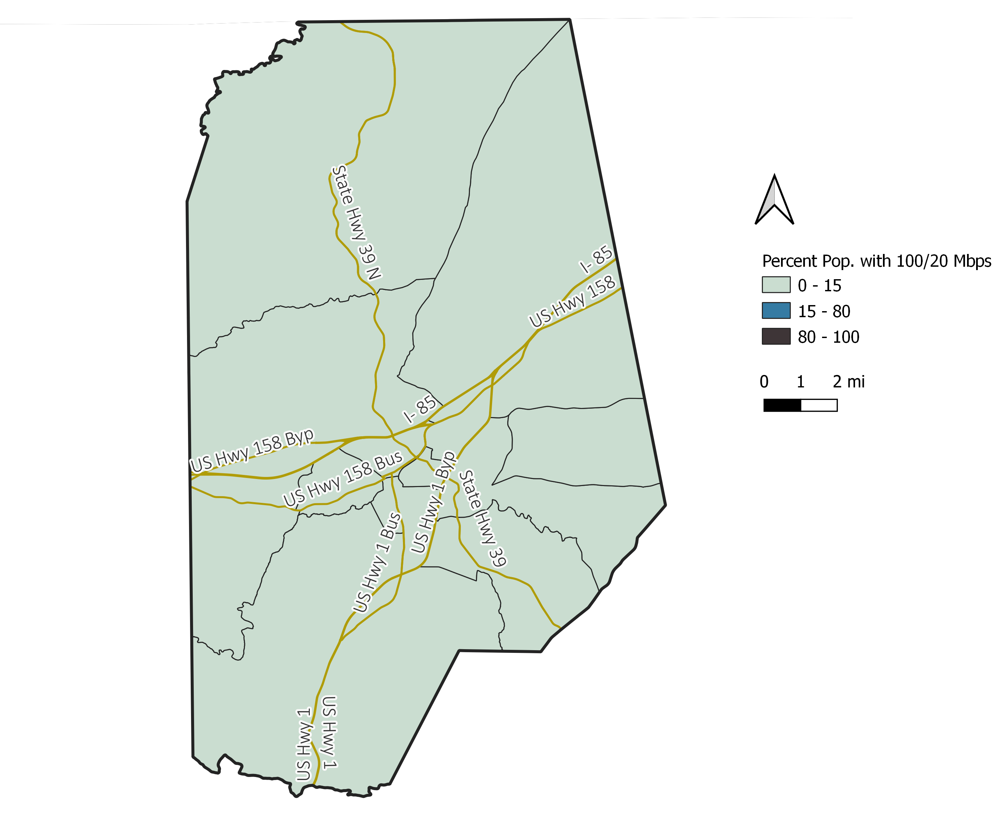 State Hwy 39 N
I- 85
US Hwy 158
I- 85
US Hwy 158 Byp
US Hwy 158 Bus
US Hwy 1 Byp
State Hwy 39
US Hwy 1 Bus
US Hwy 1
US Hwy 1
Percent Pop. with 100/20 Mbps
0 - 15
15 - 80
80 - 100
0 1 2 mi